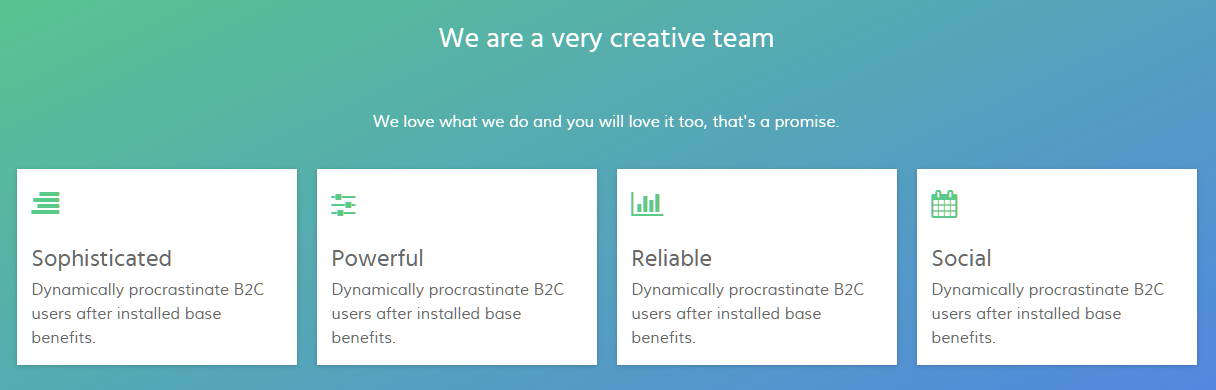 We are a very creative team
We love what we do and you will love it too, that's a promise.
Sophisticated
Dynamically procrastinate B2C
users after installed base
benefits.
Powerful
Dynamically procrastinate B2C
users after installed base
benefits.
Reliable
Dynamically procrastinate B2C
users after installed base
benefits.
Social
Dynamically procrastinate B2C
users after installed base
benefits.